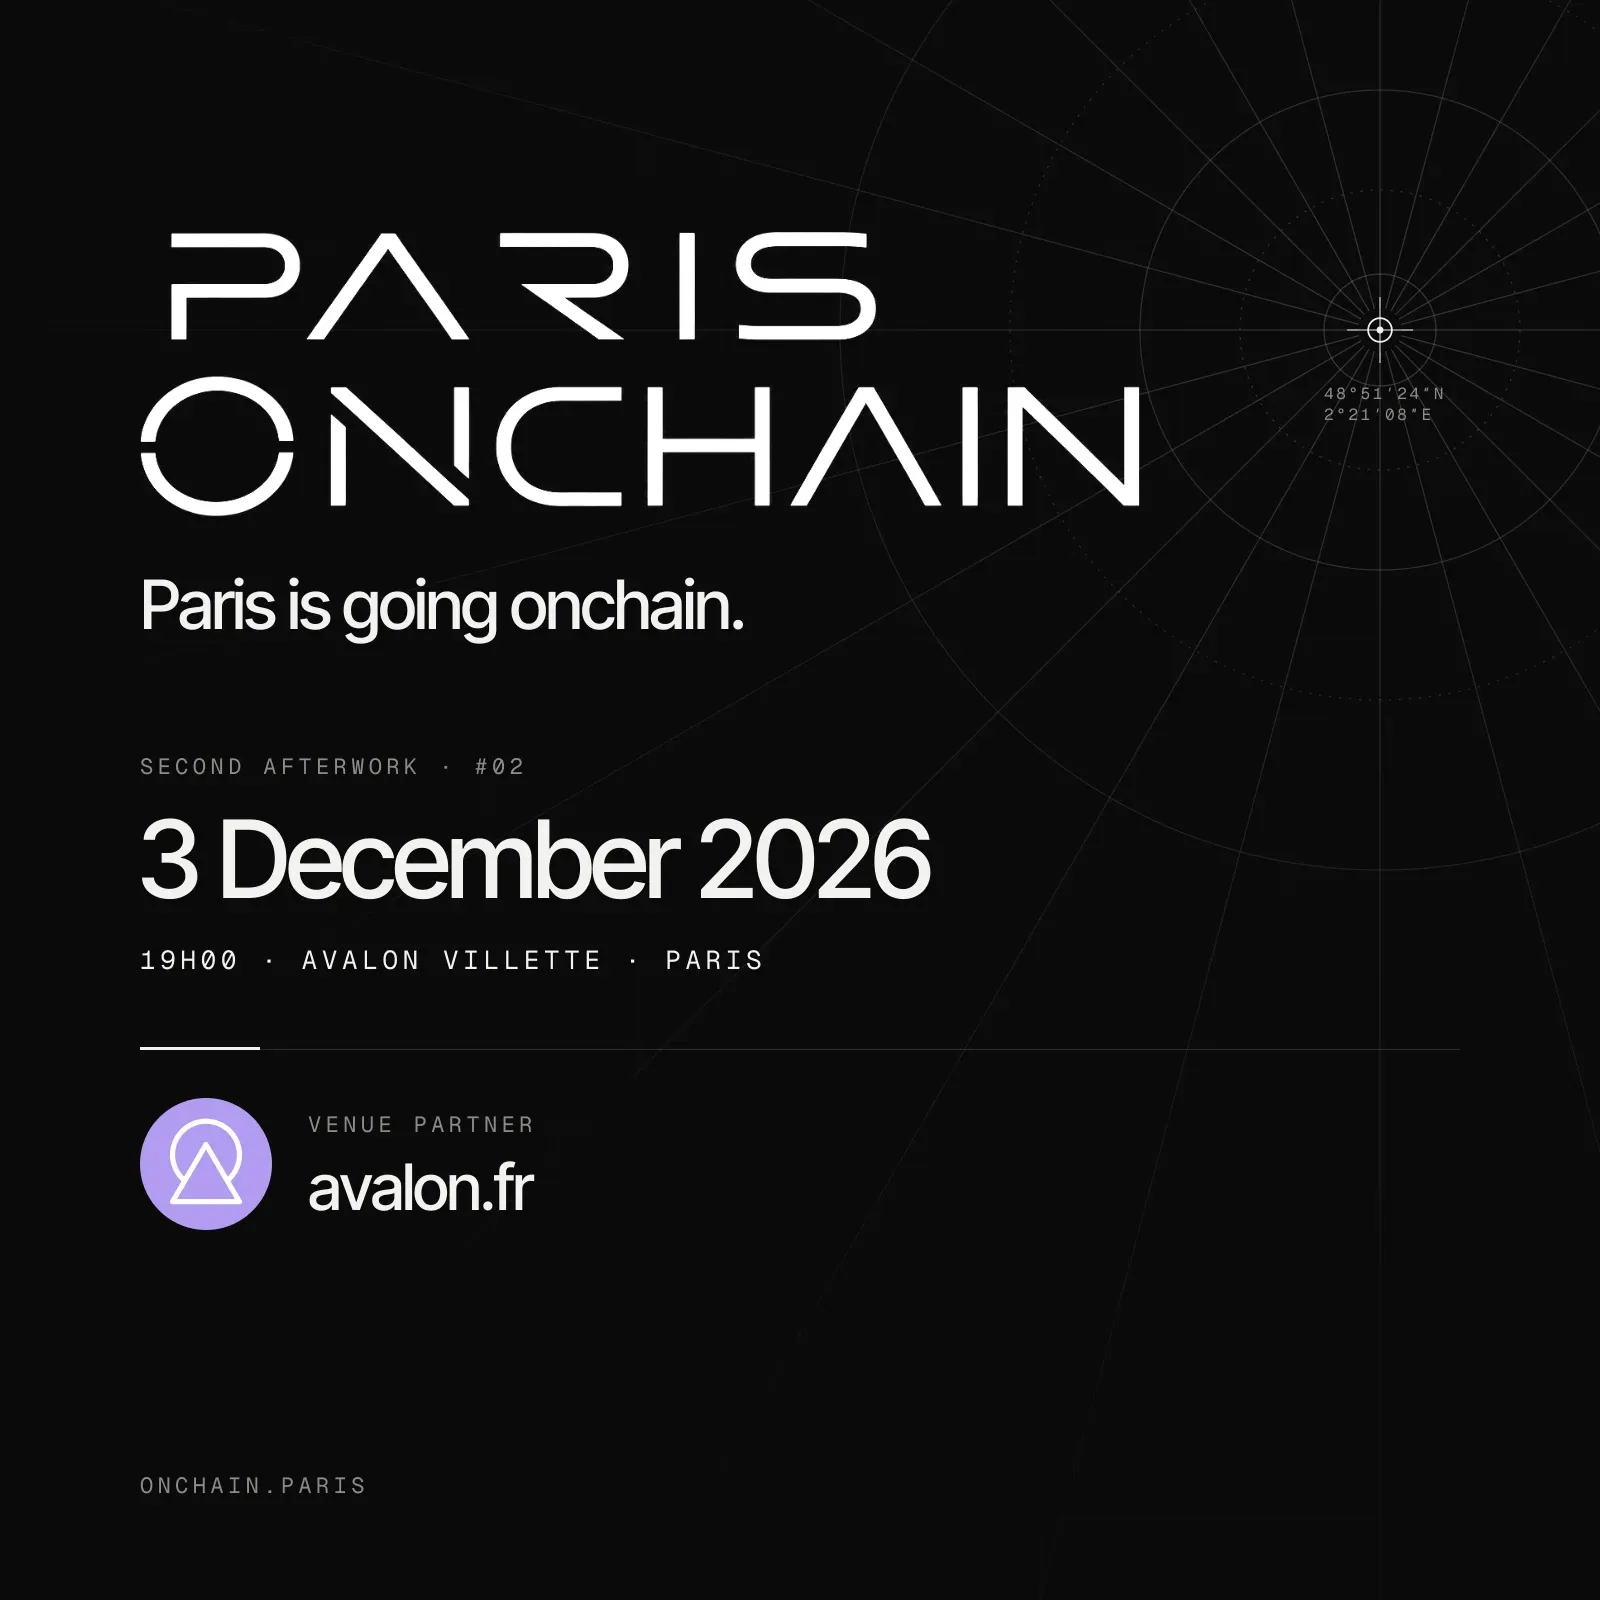 PARIS
ONCHAIN
48°51′24″N
2°21′08″E
Paris is going onchain.
SECOND AFTERWORK · #02
3 December 2026
19H00 · AVALON VILLETTE · PARIS
VENUE PARTNER
avalon.fr
ONCHAIN.PARIS